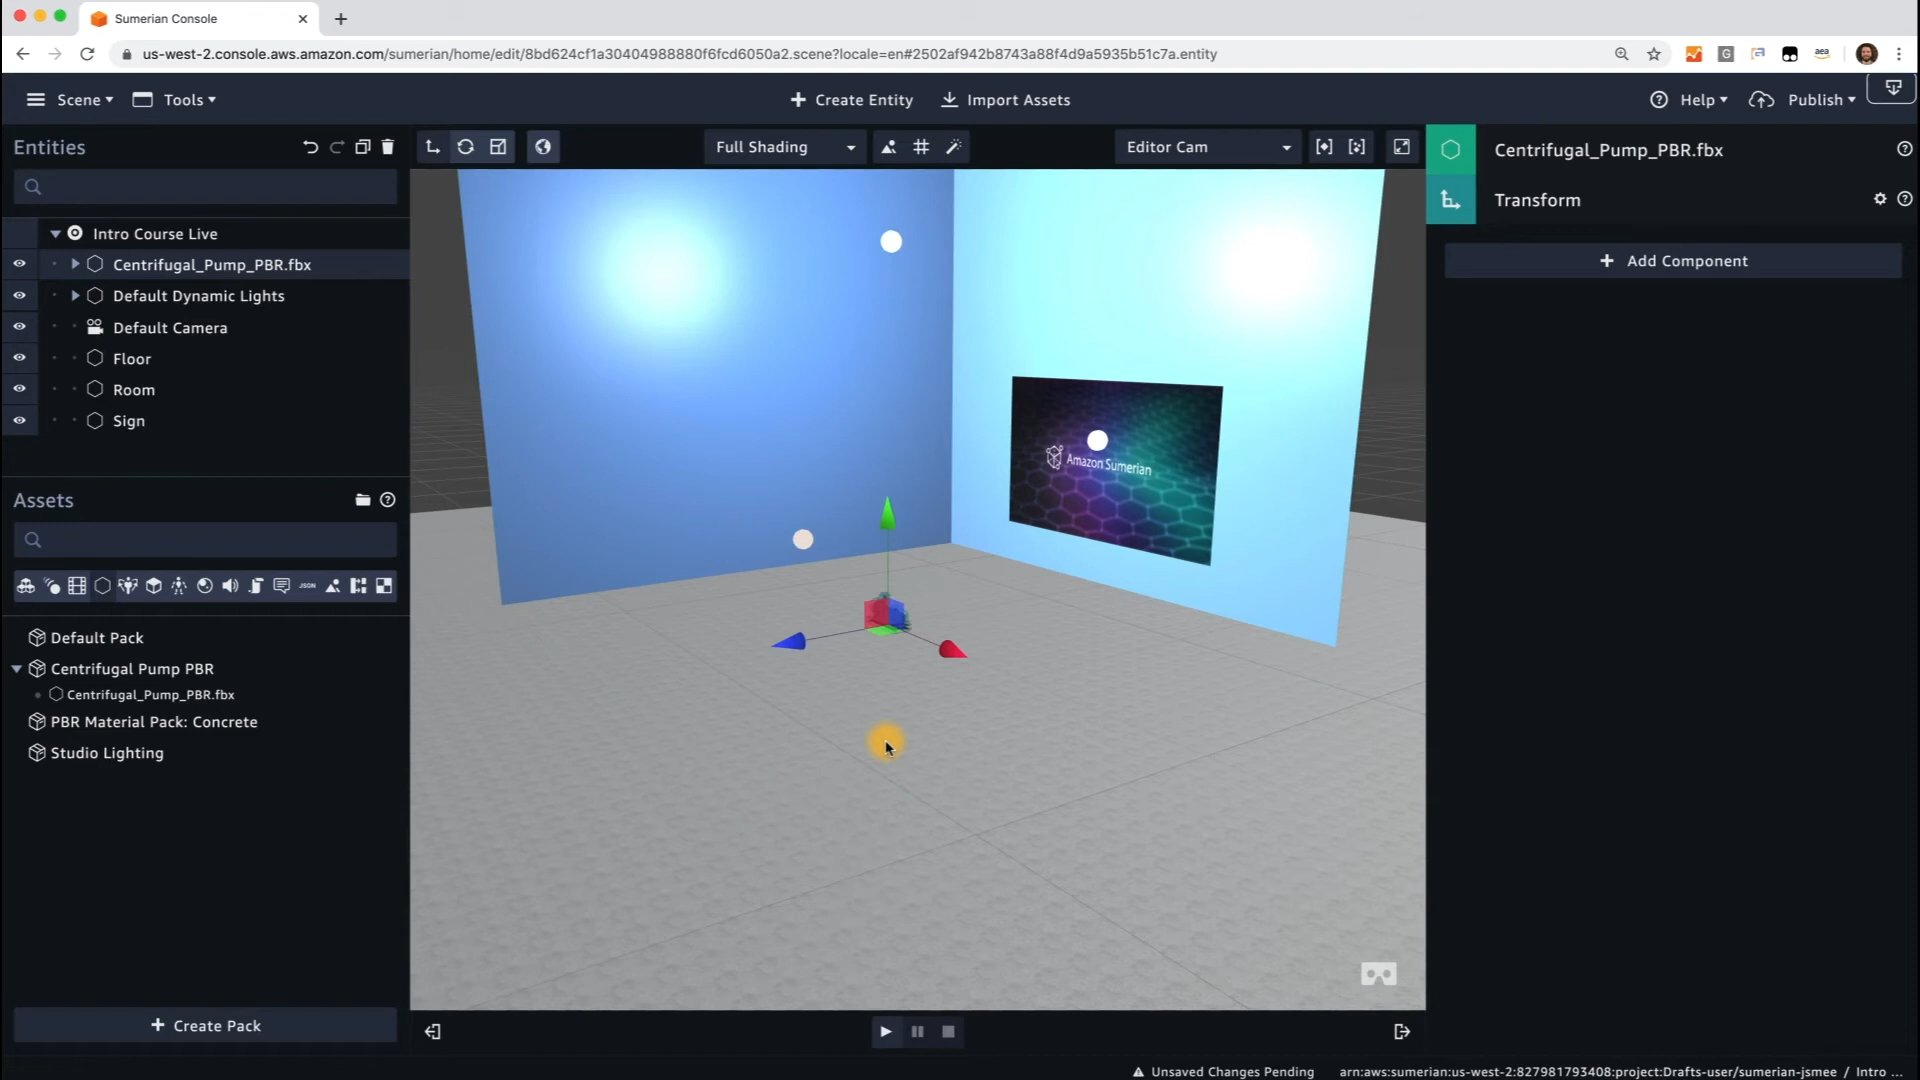 Sumerian Console
us-west-2.console.aws.amazon.com/sumerian/home/edit/8bd624cf1a30404988880f6fcd6050a2.scene?locale=en#2502af942b8743a88f4d9a5935b51c7a.entity
aea
Scene
Tools
Create Entity
Import Assets
Help
Publish
Entities
Full Shading
Editor Cam
Centrifugal_Pump_PBR.fbx
Transform
Add Component
Intro Course Live
Centrifugal_Pump_PBR.fbx
Default Dynamic Lights
Default Camera
Floor
Room
Sign
Amazon Sumerian
Assets
JSON
Default Pack
Centrifugal Pump PBR
Centrifugal_Pump_PBR.fbx
PBR Material Pack: Concrete
Studio Lighting
Create Pack
Unsaved Changes Pending
arn:aws:sumerian:us-west-2:827981793408:project:Drafts-user/sumerian-jsmee / Intro ...